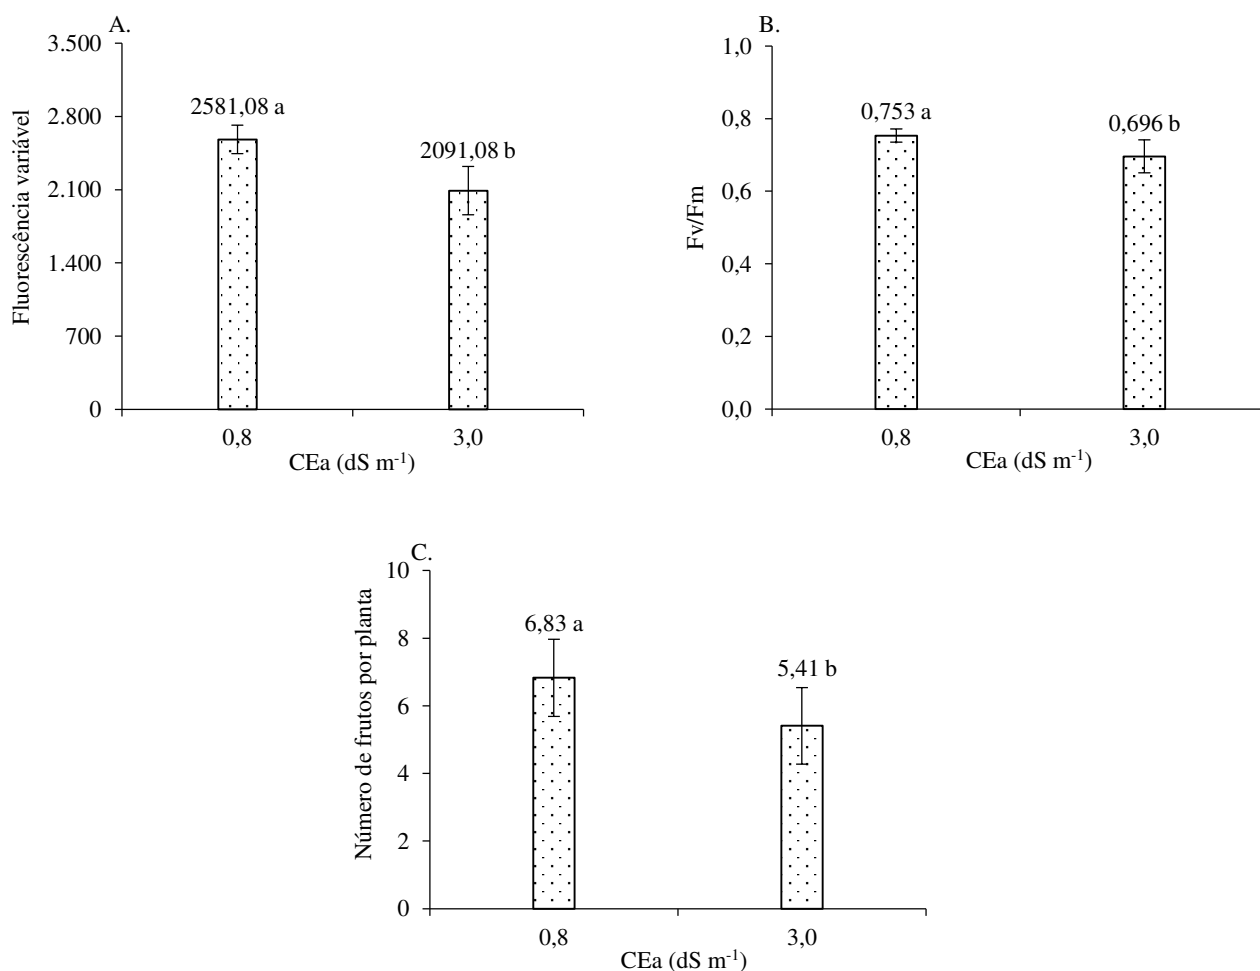 A.
3.500
2.800
2.100
1.400
700
0
Fluorescência variável
2581,08 a
2091,08 b
0,8
3,0
CEa (dS m-1)
B.
1,0
0,8
0,6
0,4
0,2
0,0
Fv/Fm
0,753 a
0,696 b
0,8
3,0
CEa (dS m-1)
C.
10
8
6
4
2
0
Número de frutos por planta
6,83 a
5,41 b
0,8
3,0
CEa (dS m-1)